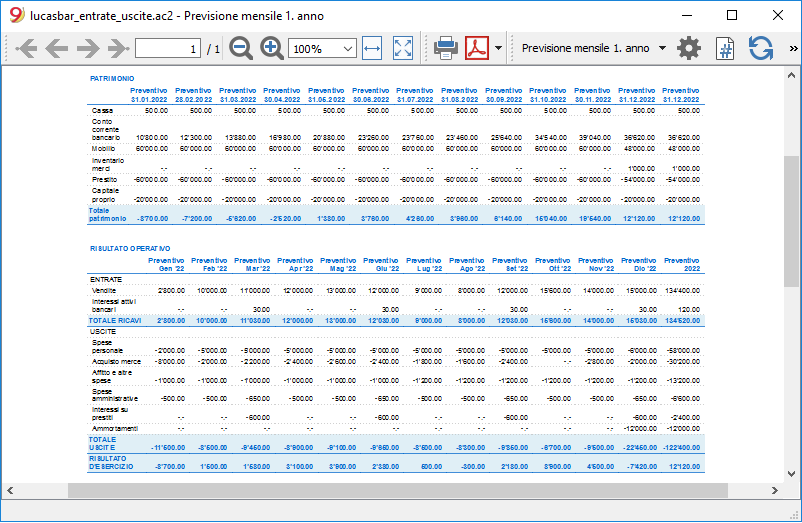 lucasbar_entrate_uscite.ac2 - Previsione mensile 1. anno
1 / 1 100% Previsione mensile 1. anno »
PATRIMONIO
Preventivo Preventivo Preventivo Preventivo Preventivo Preventivo Preventivo Preventivo Preventivo Preventivo Preventivo Preventivo Preventivo
31.01.2022 28.02.2022 31.03.2022 30.04.2022 31.05.2022 30.06.2022 31.07.2022 31.08.2022 30.09.2022 31.10.2022 30.11.2022 31.12.2022 31.12.2022
Cassa 500.00 500.00 500.00 500.00 500.00 500.00 500.00 500.00 500.00 500.00 500.00 500.00 500.00
Conto
corrente
bancario 10'800.00 12'300.00 13'880.00 16'980.00 20'880.00 23'260.00 23'760.00 23'460.00 25'640.00 34'540.00 39'040.00 36'620.00 36'620.00
Mobilio 60'000.00 60'000.00 60'000.00 60'000.00 60'000.00 60'000.00 60'000.00 60'000.00 60'000.00 60'000.00 60'000.00 48'000.00 48'000.00
Inventario
merci -.- -.- -.- -.- -.- -.- -.- -.- -.- -.- -.- 1'000.00 1'000.00
Prestito -60'000.00 -60'000.00 -60'000.00 -60'000.00 -60'000.00 -60'000.00 -60'000.00 -60'000.00 -60'000.00 -60'000.00 -60'000.00 -54'000.00 -54'000.00
Capitale
proprio -20'000.00 -20'000.00 -20'000.00 -20'000.00 -20'000.00 -20'000.00 -20'000.00 -20'000.00 -20'000.00 -20'000.00 -20'000.00 -20'000.00 -20'000.00
Totale
patrimonio -8'700.00 -7'200.00 -5'620.00 -2'520.00 1'380.00 3'760.00 4'260.00 3'960.00 6'140.00 15'040.00 19'540.00 12'120.00 12'120.00
RISULTATO OPERATIVO
Preventivo Preventivo Preventivo Preventivo Preventivo Preventivo Preventivo Preventivo Preventivo Preventivo Preventivo Preventivo Preventivo
Gen '22 Feb '22 Mar '22 Apr '22 Mag '22 Giu '22 Lug '22 Ago '22 Set '22 Ott '22 Nov '22 Dic '22 2022
ENTRATE
Vendite 2'800.00 10'000.00 11'000.00 12'000.00 13'000.00 12'000.00 9'000.00 8'000.00 12'000.00 15'600.00 14'000.00 15'000.00 134'400.00
Interessi attivi
bancari -.- -.- 30.00 -.- -.- 30.00 -.- -.- 30.00 -.- -.- 30.00 120.00
TOTALE RICAVI 2'800.00 10'000.00 11'030.00 12'000.00 13'000.00 12'030.00 9'000.00 8'000.00 12'030.00 15'600.00 14'000.00 15'030.00 134'520.00
USCITE
Spese
personale -2'000.00 -5'000.00 -5'000.00 -5'000.00 -5'000.00 -5'000.00 -5'000.00 -5'000.00 -5'000.00 -5'000.00 -5'000.00 -6'000.00 -58'000.00
Acquisto merce -8'000.00 -2'000.00 -2'200.00 -2'400.00 -2'600.00 -2'400.00 -1'800.00 -1'600.00 -2'400.00 -.- -2'800.00 -2'000.00 -30'200.00
Affitto e altre
spese -1'000.00 -1'000.00 -1'000.00 -1'000.00 -1'000.00 -1'000.00 -1'200.00 -1'200.00 -1'200.00 -1'200.00 -1'200.00 -1'200.00 -13'200.00
Spese
amministrative -500.00 -500.00 -650.00 -500.00 -500.00 -650.00 -500.00 -500.00 -650.00 -500.00 -500.00 -650.00 -6'600.00
Interessi su
prestiti -.- -.- -600.00 -.- -.- -600.00 -.- -.- -600.00 -.- -.- -600.00 -2'400.00
Ammortamenti -.- -.- -.- -.- -.- -.- -.- -.- -.- -.- -.- -12'000.00 -12'000.00
TOTALE
USCITE -11'500.00 -8'500.00 -9'450.00 -8'900.00 -9'100.00 -9'650.00 -8'500.00 -8'300.00 -9'850.00 -6'700.00 -9'500.00 -22'450.00 -122'400.00
RISULTATO
D'ESERCIZIO -8'700.00 1'500.00 1'580.00 3'100.00 3'900.00 2'380.00 500.00 -300.00 2'180.00 8'900.00 4'500.00 -7'420.00 12'120.00